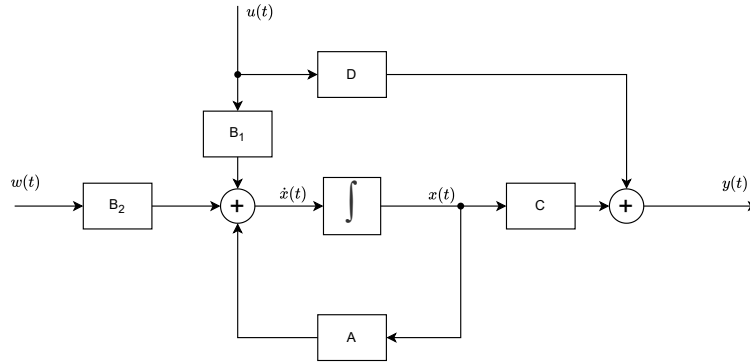 u(t)
D
B₁
w(t)
B₂
+
ẋ(t)
∫
x(t)
C
+
y(t)
A